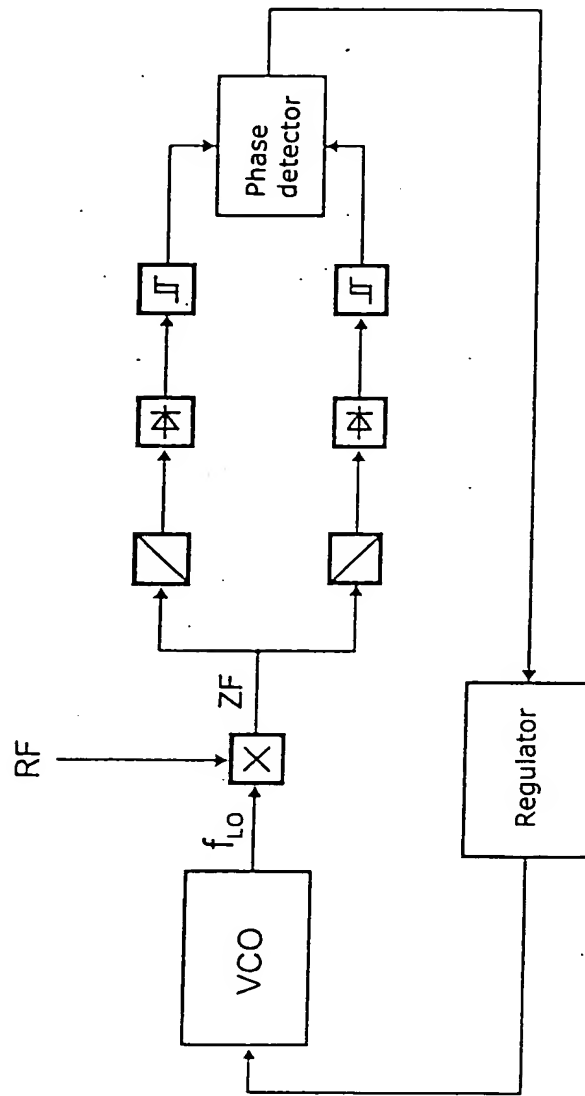 RF
VCO
f_LO
ZF
Phase
detector
Regulator